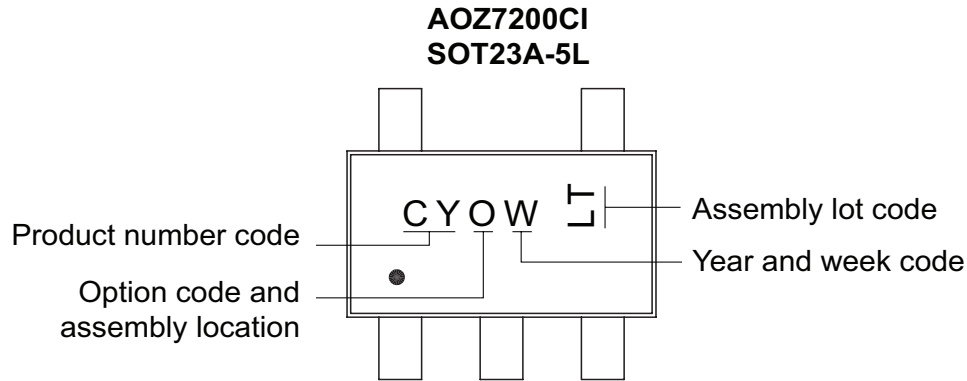 AOZ7200CI
SOT23A-5L
CYOW
LT
Product number code
Option code and
assembly location
Assembly lot code
Year and week code